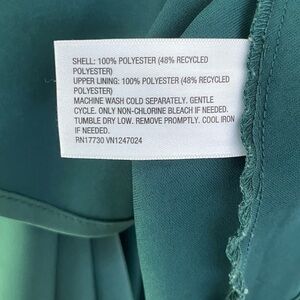 SHELL: 100% POLYESTER (48% RECYCLED
POLYESTER)
UPPER LINING: 100% POLYESTER (48% RECYCLED
POLYESTER)
MACHINE WASH COLD SEPARATELY. GENTLE
CYCLE. ONLY NON-CHLORINE BLEACH IF NEEDED.
TUMBLE DRY LOW. REMOVE PROMPTLY. COOL IRON
IF NEEDED.
RN17730 VN1247024